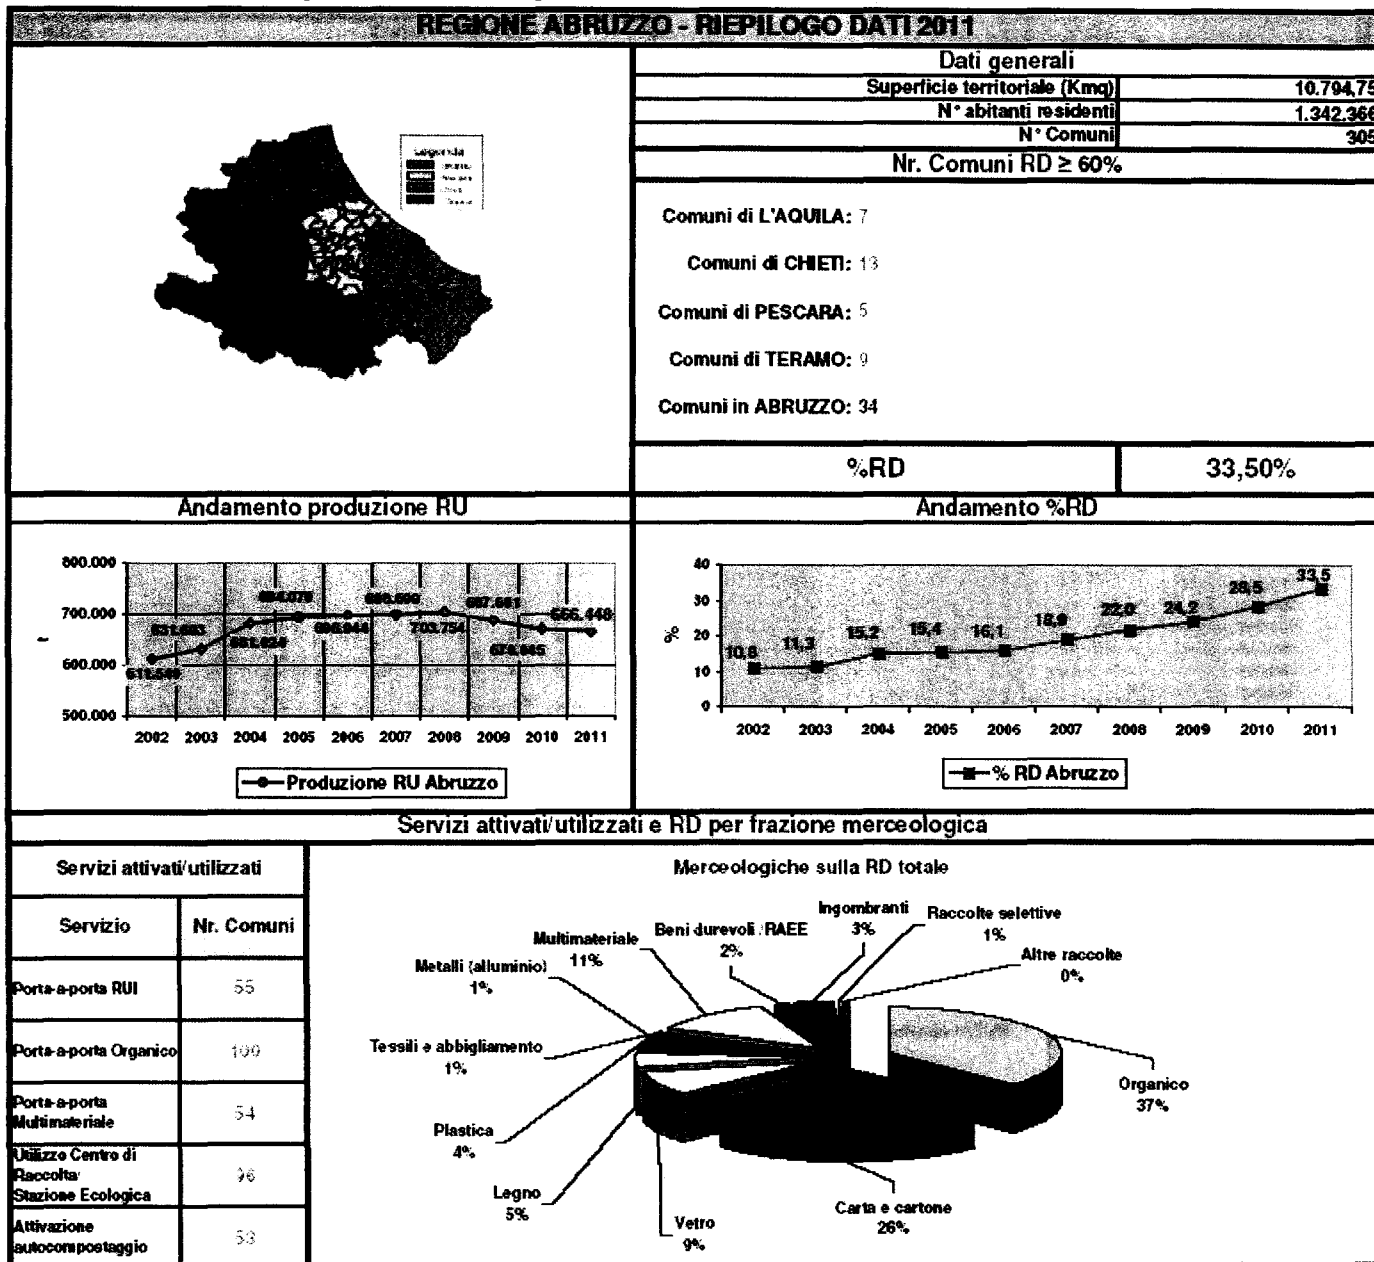 REGIONE ABRUZZO - RIEPILOGO DATI 2011
Legenda
Dati generali
Superficie territoriale (Kmq) 10.794,75
N° abitanti residenti 1.342.366
N° Comuni 305
Nr. Comuni RD ≥ 60%
Comuni di L'AQUILA: 7
Comuni di CHIETI: 13
Comuni di PESCARA: 5
Comuni di TERAMO: 9
Comuni in ABRUZZO: 34
%RD 33,50%
Andamento produzione RU
800.000
700.000
600.000
500.000
t
703.754
666.448
2002 2003 2004 2005 2006 2007 2008 2009 2010 2011
Produzione RU Abruzzo
Andamento %RD
40
30
20
10
0
%
10,8 11,3 15,2 15,4 16,1 18,9 22,0 24,2 28,5 33,5
2002 2003 2004 2005 2006 2007 2008 2009 2010 2011
% RD Abruzzo
Servizi attivati/utilizzati e RD per frazione merceologica
Servizi attivati/utilizzati
Servizio Nr. Comuni
Porta-a-porta RUI 55
Porta-a-porta Organico 100
Porta-a-porta
Multimateriale 54
Utilizzo Centro di
Raccolta/
Stazione Ecologica 96
Attivazione
autocompostaggio 53
Merceologiche sulla RD totale
Ingombranti
3%
Raccolte selettive
1%
Altre raccolte
0%
Beni durevoli /RAEE
2%
Multimateriale
11%
Metalli (alluminio)
1%
Tessili e abbigliamento
1%
Plastica
4%
Legno
5%
Vetro
9%
Carta e cartone
26%
Organico
37%